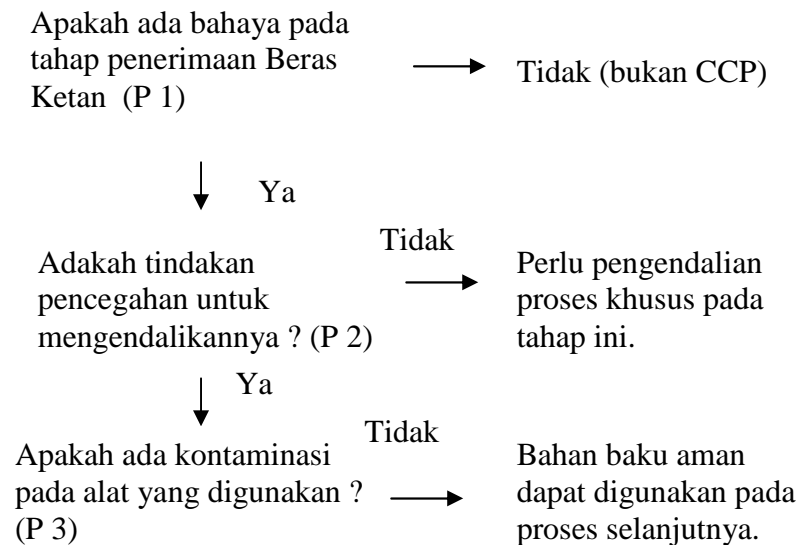 Apakah ada bahaya pada
tahap penerimaan Beras
Ketan (P 1)
Tidak (bukan CCP)
Ya
Adakah tindakan
pencegahan untuk
mengendalikannya ? (P 2)
Tidak
Perlu pengendalian
proses khusus pada
tahap ini.
Ya
Apakah ada kontaminasi
pada alat yang digunakan ?
(P 3)
Tidak
Bahan baku aman
dapat digunakan pada
proses selanjutnya.